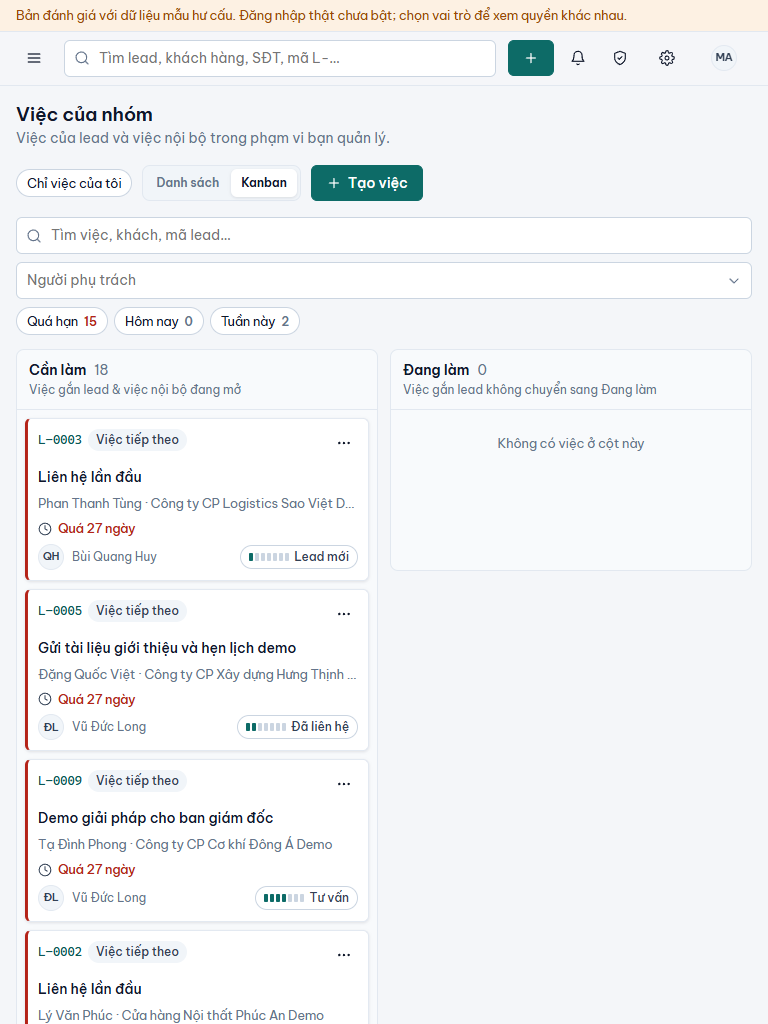 Bản đánh giá với dữ liệu mẫu hư cấu. Đăng nhập thật chưa bật; chọn vai trò để xem quyền khác nhau.
Tìm lead, khách hàng, SĐT, mã L-...
MA
Việc của nhóm
Việc của lead và việc nội bộ trong phạm vi bạn quản lý.
Chỉ việc của tôi
Danh sách
Kanban
+ Tạo việc
Tìm việc, khách, mã lead...
Người phụ trách
Quá hạn 15
Hôm nay 0
Tuần này 2
Cần làm 18
Việc gắn lead & việc nội bộ đang mở
L-0003 Việc tiếp theo ...
Liên hệ lần đầu
Phan Thanh Tùng · Công ty CP Logistics Sao Việt D...
Quá 27 ngày
QH Bùi Quang Huy Lead mới
L-0005 Việc tiếp theo ...
Gửi tài liệu giới thiệu và hẹn lịch demo
Đặng Quốc Việt · Công ty CP Xây dựng Hưng Thịnh ...
Quá 27 ngày
ĐL Vũ Đức Long Đã liên hệ
L-0009 Việc tiếp theo ...
Demo giải pháp cho ban giám đốc
Tạ Đình Phong · Công ty CP Cơ khí Đông Á Demo
Quá 27 ngày
ĐL Vũ Đức Long Tư vấn
L-0002 Việc tiếp theo ...
Liên hệ lần đầu
Lý Văn Phúc · Cửa hàng Nội thất Phúc An Demo
Đang làm 0
Việc gắn lead không chuyển sang Đang làm
Không có việc ở cột này